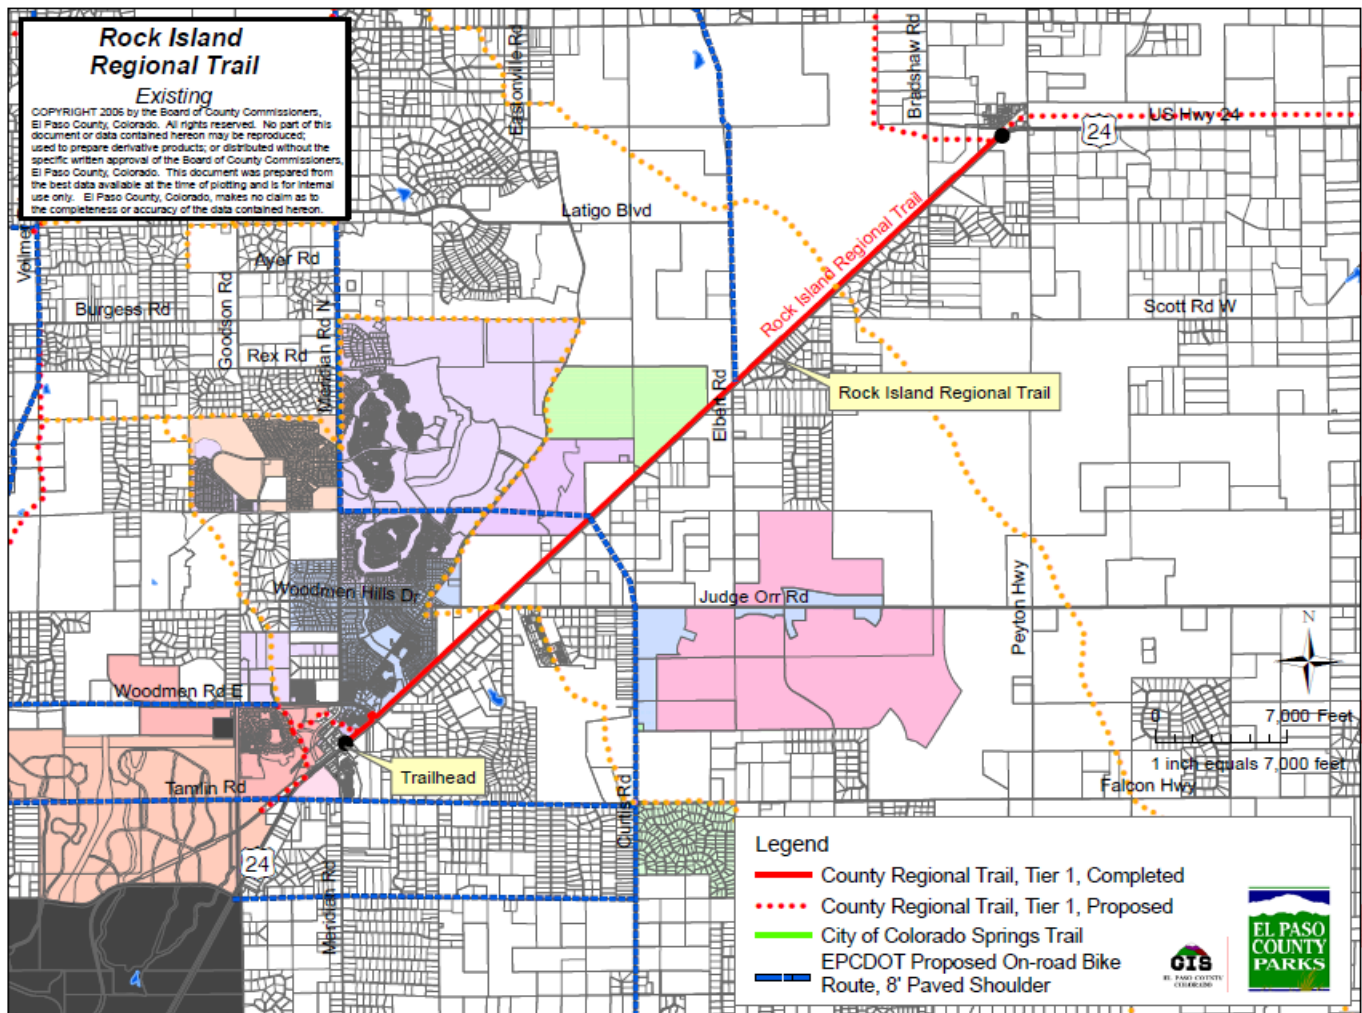 Rock Island
Regional Trail
Existing
COPYRIGHT 2006 by the Board of County Commissioners,
El Paso County, Colorado. All rights reserved. No part of this
document or data contained hereon may be reproduced;
used to prepare derivative products; or distributed without the
specific written approval of the Board of County Commissioners,
El Paso County, Colorado. This document was prepared from
the best data available at the time of plotting and is for internal
use only. El Paso County, Colorado, makes no claim as to
the completeness or accuracy of the data contained hereon.
Eastonville Rd
Bradshaw Rd
US Hwy 24
24
Latigo Blvd
Vollmer
Ayer Rd
Burgess Rd
Goodson Rd
Rex Rd
Meridian Rd N
Rock Island Regional Trail
Scott Rd W
Elbert Rd
Rock Island Regional Trail
Woodmen Hills Dr
Judge Orr Rd
Peyton Hwy
N
Woodmen Rd E
0 7,000 Feet
1 inch equals 7,000 feet
Trailhead
Tamlin Rd
Falcon Hwy
Curtis Rd
24
Meridian Rd
Legend
County Regional Trail, Tier 1, Completed
County Regional Trail, Tier 1, Proposed
City of Colorado Springs Trail
EPCDOT Proposed On-road Bike
Route, 8' Paved Shoulder
GIS
EL PASO COUNTY
COLORADO
EL PASO
COUNTY
PARKS